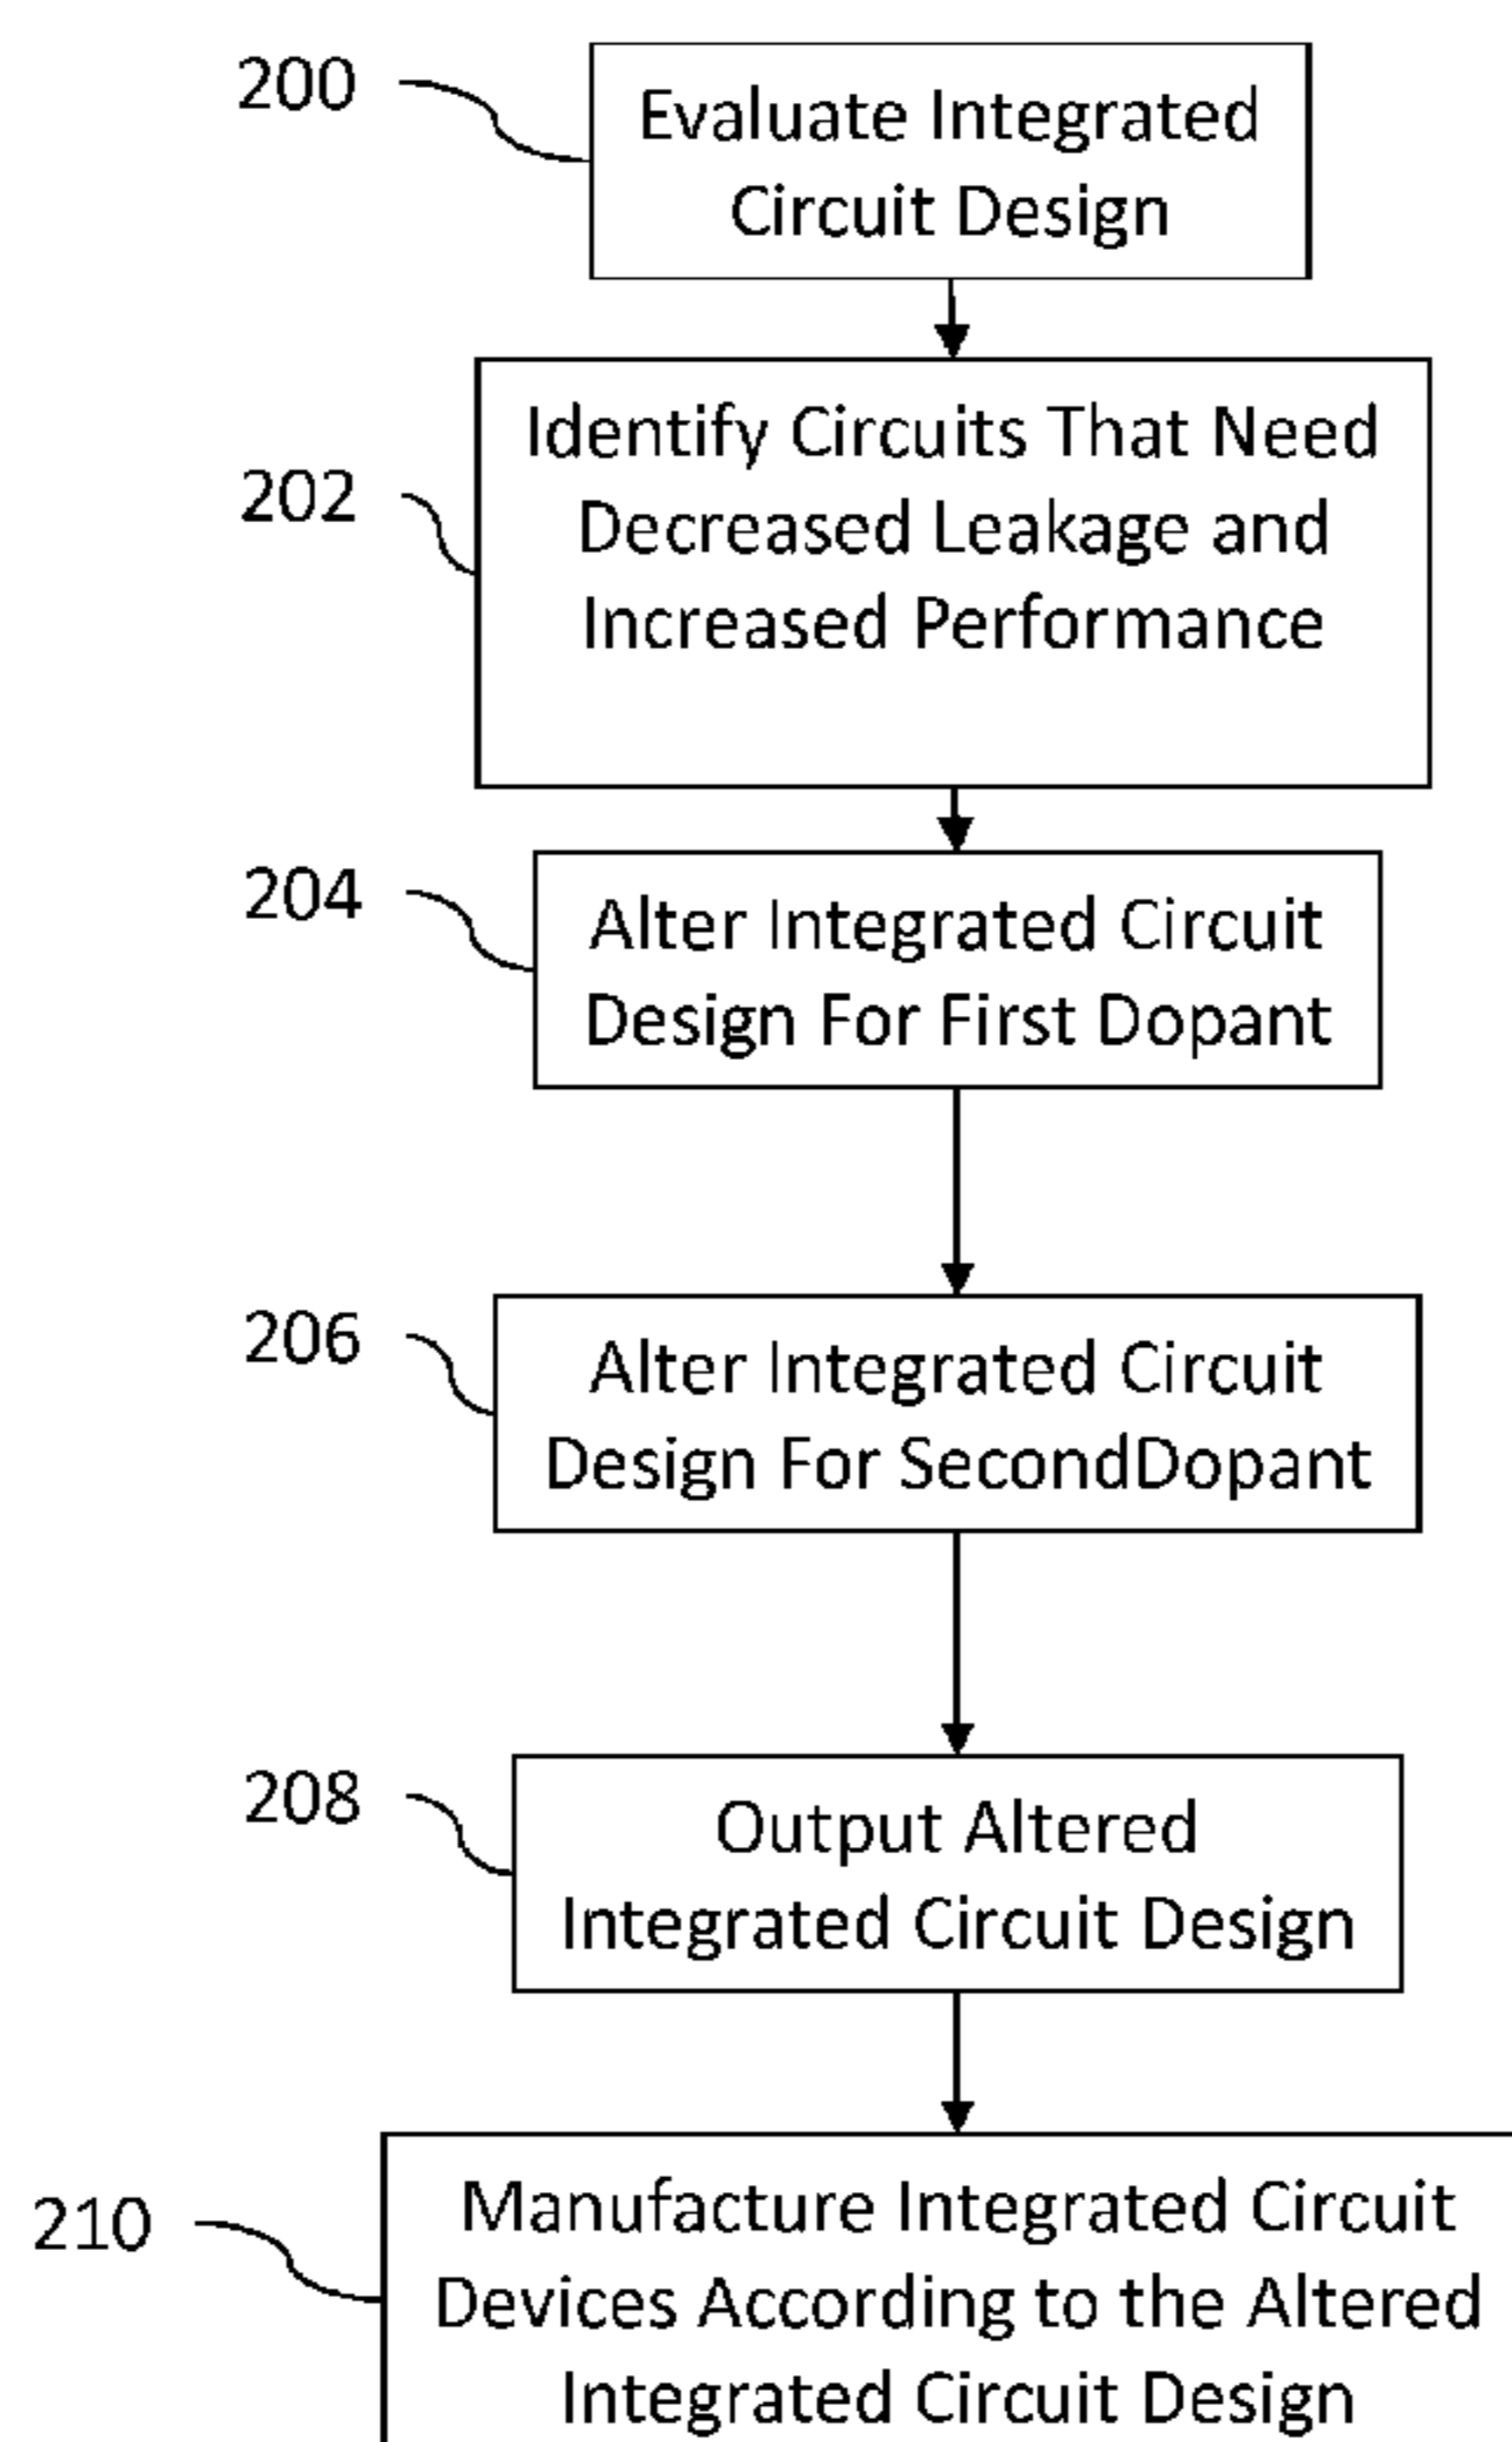 200
Evaluate Integrated
Circuit Design
202
Identify Circuits That Need
Decreased Leakage and
Increased Performance
204
Alter Integrated Circuit
Design For First Dopant
206
Alter Integrated Circuit
Design For SecondDopant
208
Output Altered
Integrated Circuit Design
210
Manufacture Integrated Circuit
Devices According to the Altered
Integrated Circuit Design